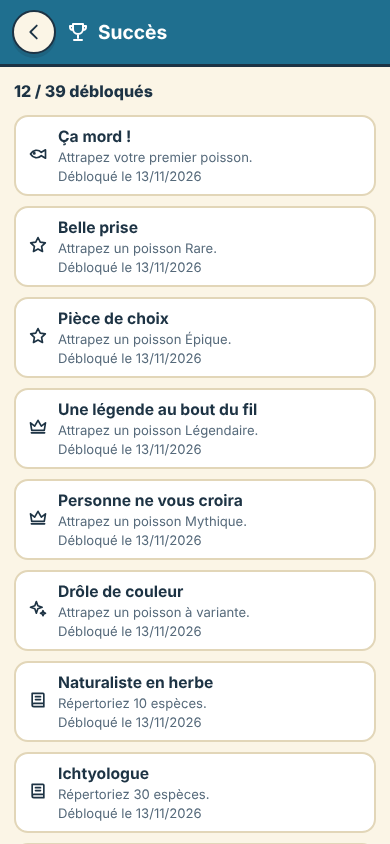 Succès
12 / 39 débloqués
Ça mord !
Attrapez votre premier poisson.
Débloqué le 13/11/2026
Belle prise
Attrapez un poisson Rare.
Débloqué le 13/11/2026
Pièce de choix
Attrapez un poisson Épique.
Débloqué le 13/11/2026
Une légende au bout du fil
Attrapez un poisson Légendaire.
Débloqué le 13/11/2026
Personne ne vous croira
Attrapez un poisson Mythique.
Débloqué le 13/11/2026
Drôle de couleur
Attrapez un poisson à variante.
Débloqué le 13/11/2026
Naturaliste en herbe
Répertoriez 10 espèces.
Débloqué le 13/11/2026
Ichtyologue
Répertoriez 30 espèces.
Débloqué le 13/11/2026